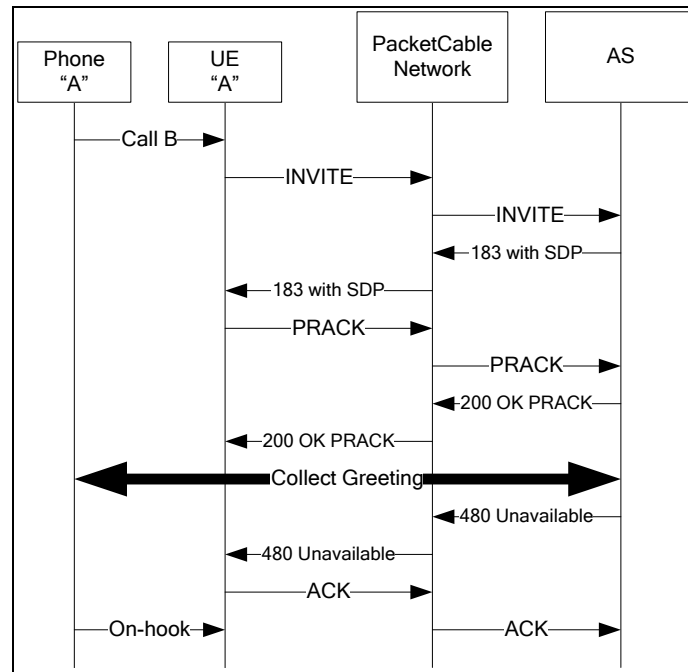 Phone
“A”
UE
“A”
PacketCable
Network
AS
Call B
INVITE
INVITE
183 with SDP
183 with SDP
PRACK
PRACK
200 OK PRACK
200 OK PRACK
Collect Greeting
480 Unavailable
480 Unavailable
ACK
On-hook
ACK